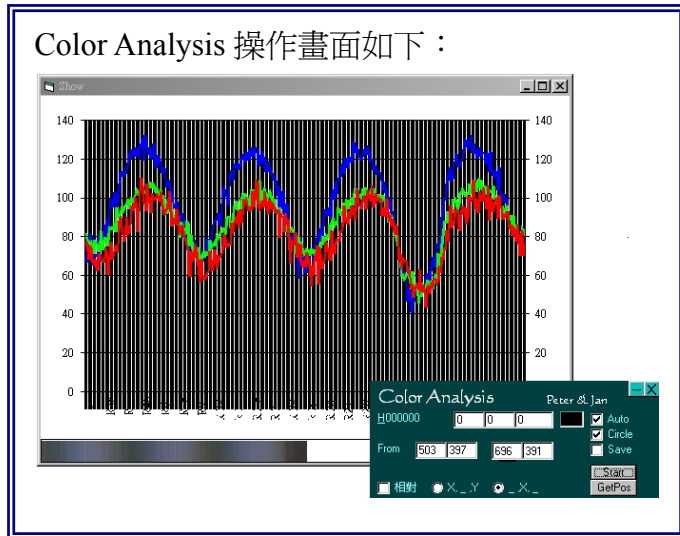 Color Analysis 操作畫面如下：
Show
140 140
120 120
100 100
80 80
60 60
40 40
20 20
0
Color Analysis Peter & Jan
H000000 0 0 0 Auto
Circle
From 503 397 696 391 Save
Start
相對 X,_,Y _,X,_ GetPos